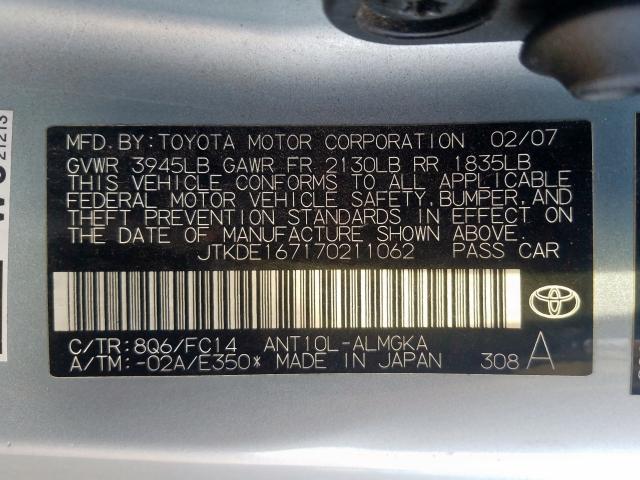 MFD. BY: TOYOTA MOTOR CORPORATION 02/07
GVWR 3945LB GAWR FR 2130LB RR 1835LB
THIS VEHICLE CONFORMS TO ALL APPLICABLE
FEDERAL MOTOR VEHICLE SAFETY, BUMPER, AND
THEFT PREVENTION STANDARDS IN EFFECT ON
THE DATE OF MANUFACTURE SHOWN ABOVE.
JTKDE167170211062 PASS CAR
C/TR: 8Q6/FC14 ANT10L-ALMGKA
A/TM: -02A/E350* MADE IN JAPAN 308 A
21213